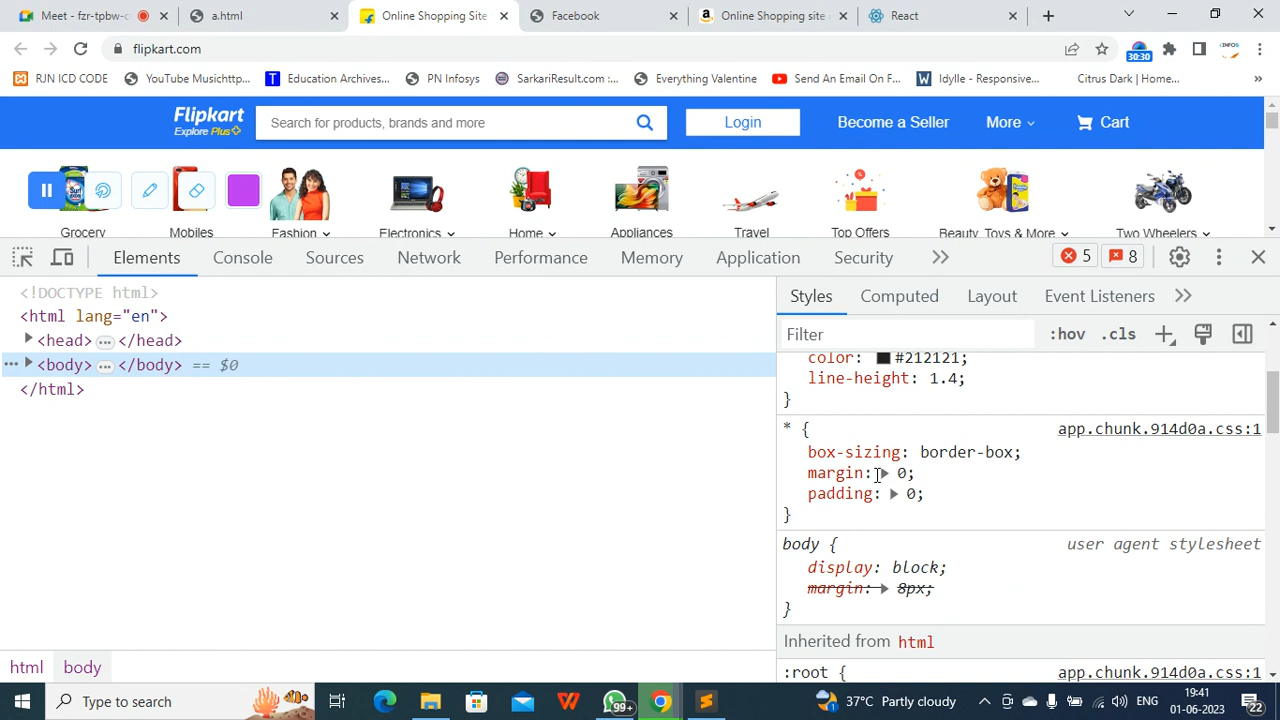 Meet - fzr-tpbw-c
a.html
Online Shopping Site
Facebook
Online Shopping site
React
flipkart.com
30:30
RJN ICD CODE
YouTube Musichttp...
Education Archives...
PN Infosys
SarkariResult.com :...
Everything Valentine
Send An Email On F...
Idylle - Responsive...
Citrus Dark | Home...
Flipkart
Explore Plus
Search for products, brands and more
Login
Become a Seller
More
Cart
Grocery
Mobiles
Fashion
Electronics
Home
Appliances
Travel
Top Offers
Beauty, Toys & More
Two Wheelers
Elements
Console
Sources
Network
Performance
Memory
Application
Security
5
8
<!DOCTYPE html>
<html lang="en">
<head> … </head>
<body> … </body> == $0
</html>
html
body
Styles
Computed
Layout
Event Listeners
Filter
:hov
.cls
color: #212121;
line-height: 1.4;
}
* {
app.chunk.914d0a.css:1
box-sizing: border-box;
margin: 0;
padding: 0;
}
body {
user agent stylesheet
display: block;
margin: 8px;
}
Inherited from html
:root {
app.chunk.914d0a.css:1
Type here to search
99+
37°C Partly cloudy
ENG
19:41
01-06-2023
22